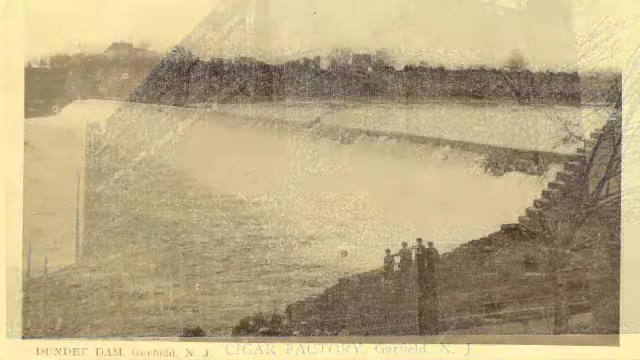 DUNDEE DAM, Garfield, N. J.
CIGAR FACTORY, Garfield, N. J.